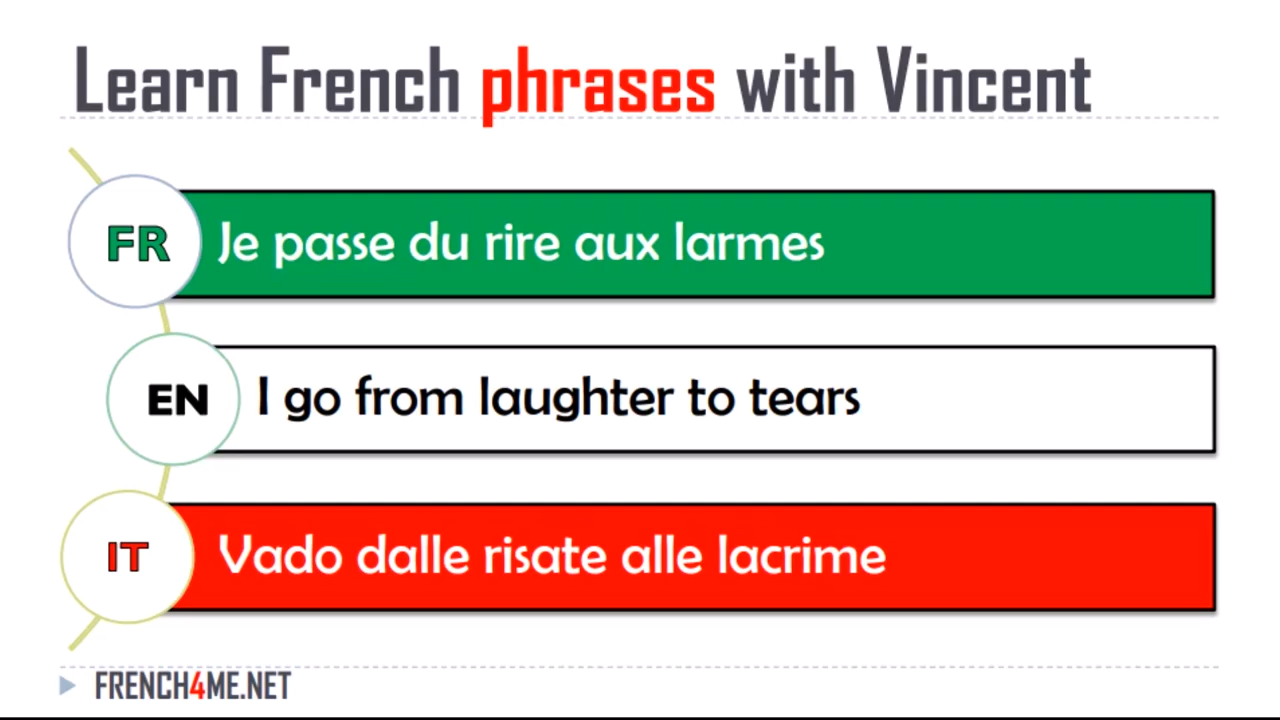 Learn French phrases with Vincent
FR
Je passe du rire aux larmes
EN
I go from laughter to tears
IT
Vado dalle risate alle lacrime
FRENCH4ME.NET